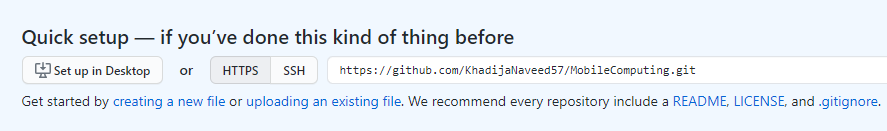 Quick setup — if you've done this kind of thing before
Set up in Desktop or HTTPS SSH https://github.com/KhadijaNaveed57/MobileComputing.git
Get started by creating a new file or uploading an existing file. We recommend every repository include a README, LICENSE, and .gitignore.